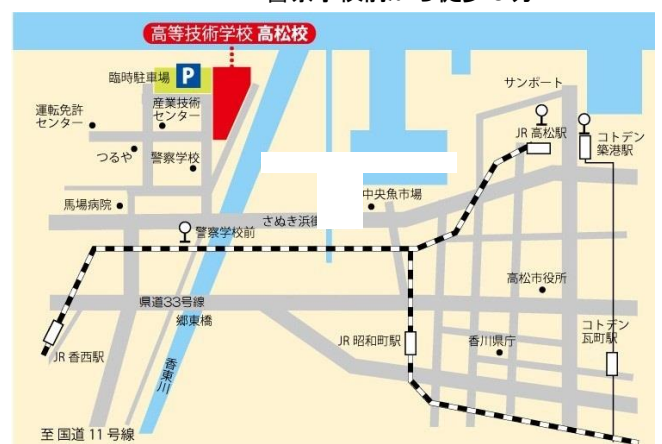 高等技術学校 高松校
臨時駐車場 P
サンポート
運転免許
センター
産業技術
センター
JR 高松駅
コトデン
築港駅
つるや
警察学校
馬場病院
中央魚市場
さぬき浜街
警察学校前
高松市役所
県道33号線
郷東橋
コトデン
瓦町駅
JR 香西駅
JR 昭和町駅
香川県庁
香東川
至 国道 11 号線